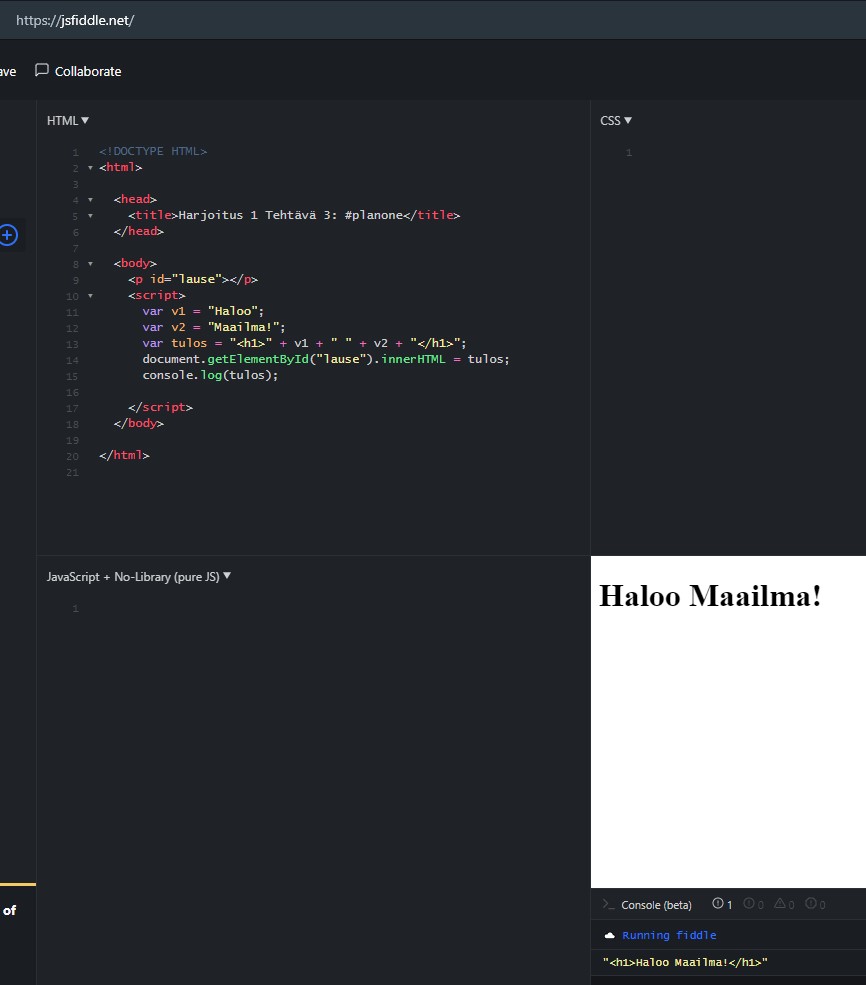 https://jsfiddle.net/
ave Collaborate
HTML ▼
1 <!DOCTYPE HTML>
2 <html>
3
4 <head>
5 <title>Harjoitus 1 Tehtävä 3: #planone</title>
6 </head>
7
8 <body>
9 <p id="lause"></p>
10 <script>
11 var v1 = "Haloo";
12 var v2 = "Maailma!";
13 var tulos = "<h1>" + v1 + " " + v2 + "</h1>";
14 document.getElementById("lause").innerHTML = tulos;
15 console.log(tulos);
16
17 </script>
18 </body>
19
20 </html>
21
CSS ▼
1
JavaScript + No-Library (pure JS) ▼
1
Haloo Maailma!
>_ Console (beta) 1 0 0 0
Running fiddle
"<h1>Haloo Maailma!</h1>"
of